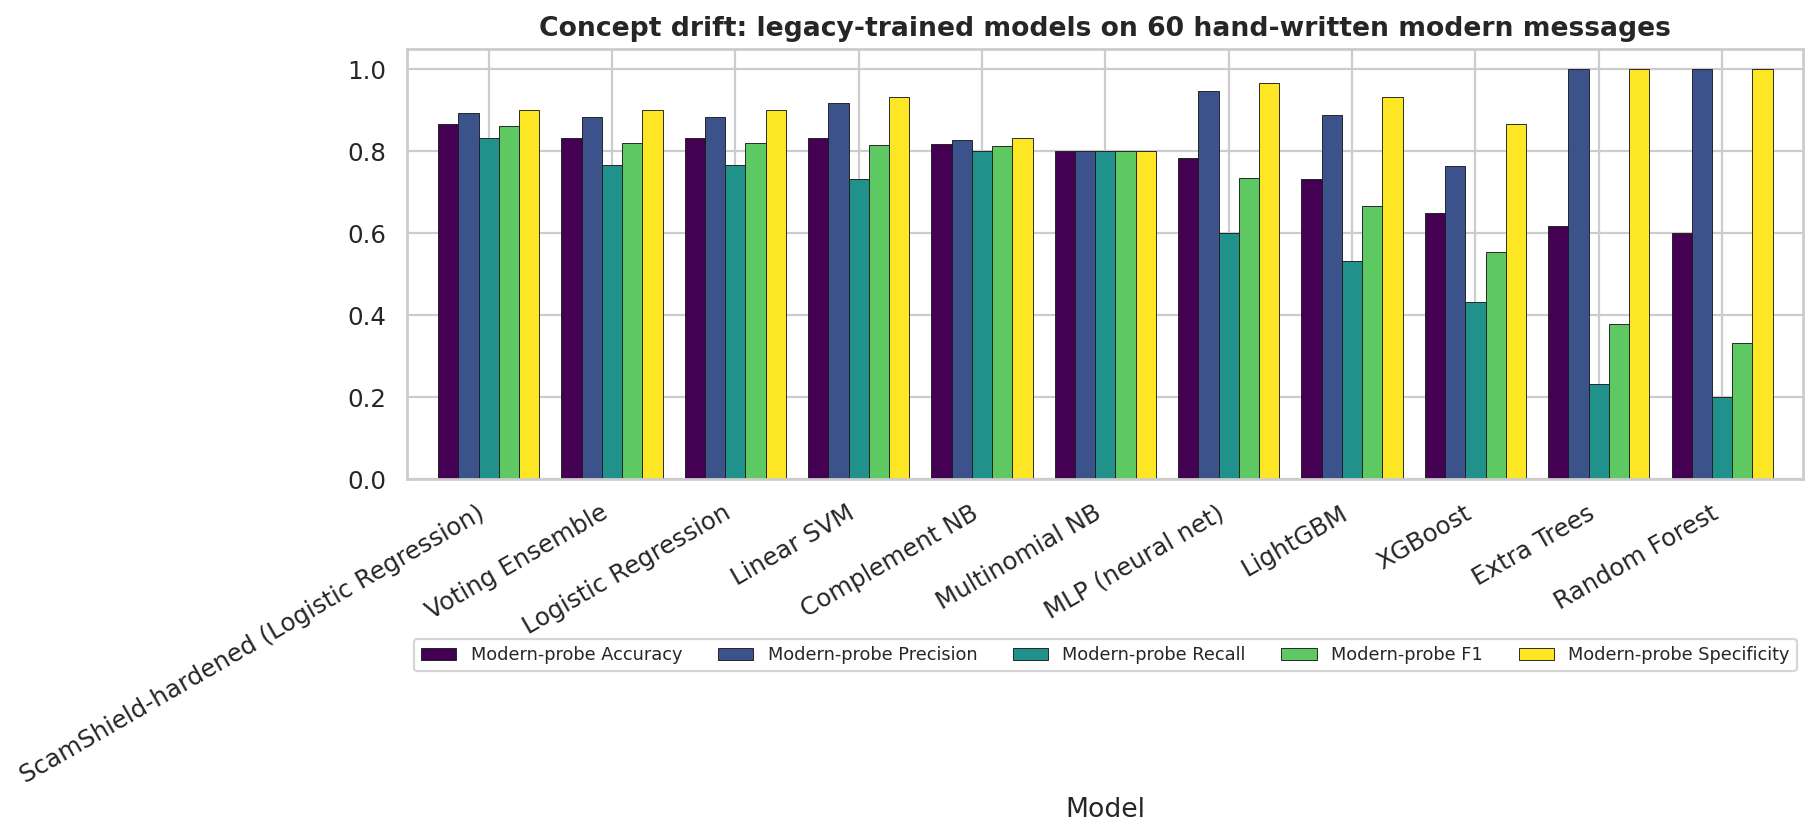 Concept drift: legacy-trained models on 60 hand-written modern messages
1.0
0.8
0.6
0.4
0.2
0.0
ScamShield-hardened (Logistic Regression)
Voting Ensemble
Logistic Regression
Linear SVM
Complement NB
Multinomial NB
MLP (neural net)
LightGBM
XGBoost
Extra Trees
Random Forest
Modern-probe Accuracy
Modern-probe Precision
Modern-probe Recall
Modern-probe F1
Modern-probe Specificity
Model